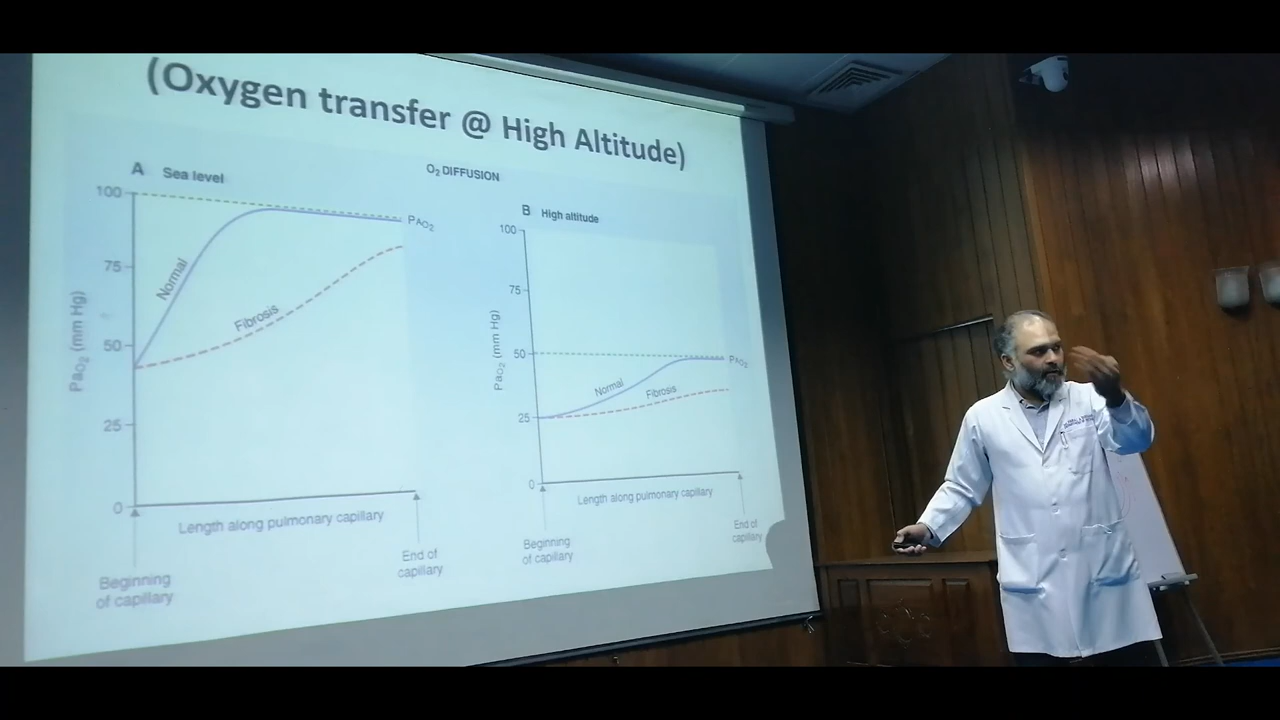 (Oxygen transfer @ High Altitude)
O2 DIFFUSION
A Sea level
100
75
50
25
0
PaO2 (mm Hg)
Normal
Fibrosis
PAO2
Length along pulmonary capillary
Beginning
of capillary
End of
capillary
B High altitude
100
75
50
25
0
PaO2 (mm Hg)
Normal
Fibrosis
PAO2
Length along pulmonary capillary
Beginning
of capillary
End of
capillary